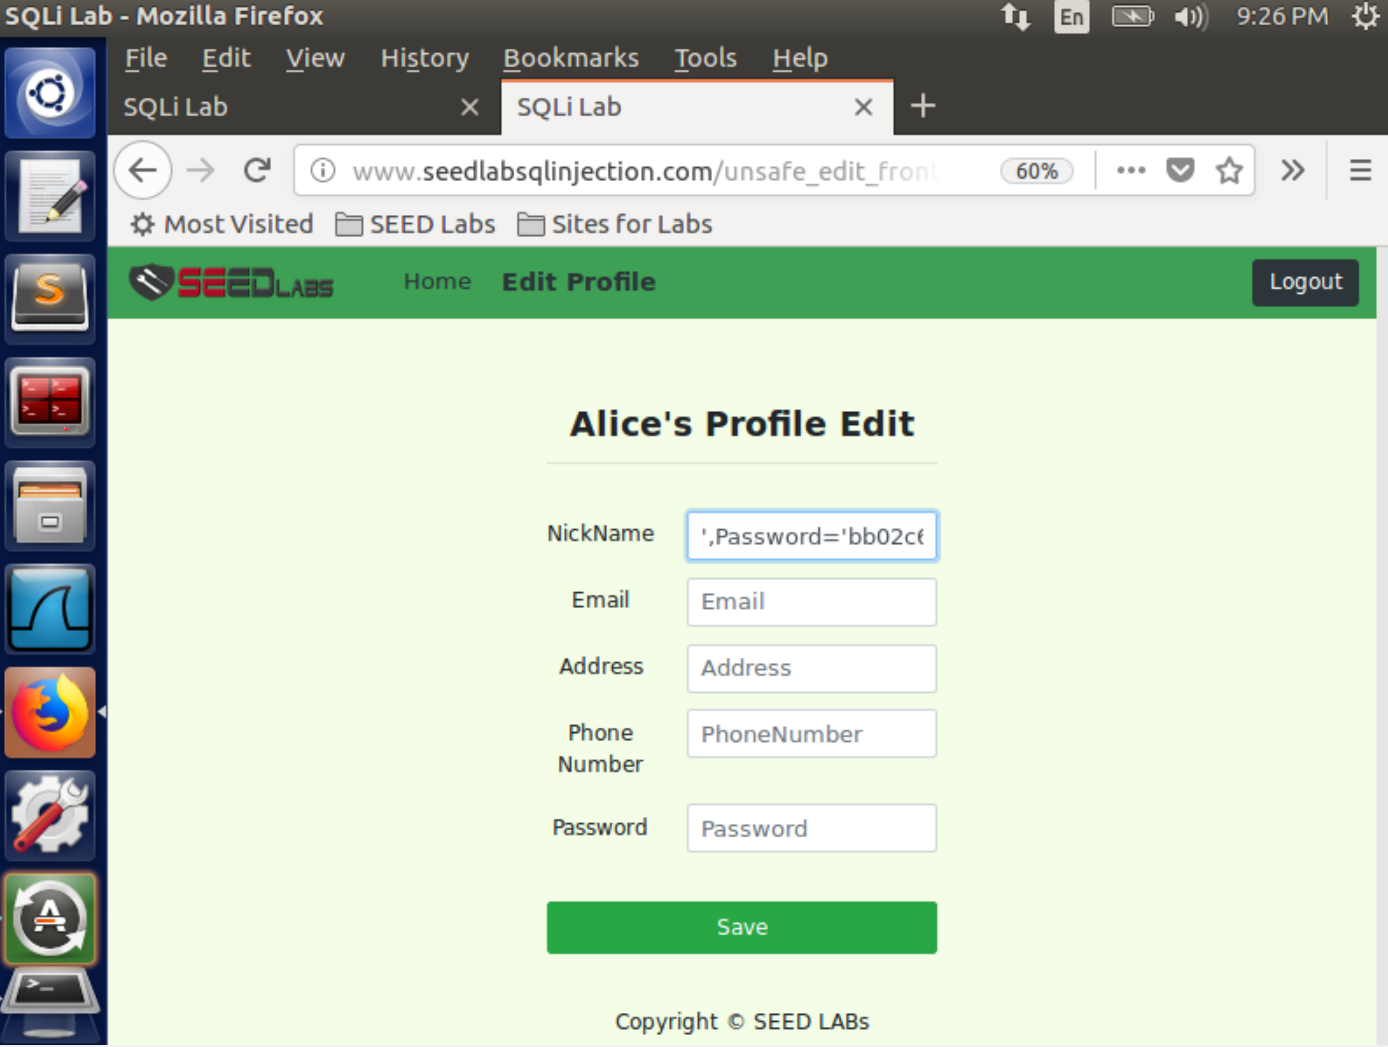 SQLi Lab - Mozilla Firefox
En
9:26 PM
File Edit View History Bookmarks Tools Help
SQLi Lab
SQLi Lab
www.seedlabsqlinjection.com/unsafe_edit_front
60%
Most Visited SEED Labs Sites for Labs
SEEDLABS Home Edit Profile Logout
Alice's Profile Edit
NickName ',Password='bb02c6
Email Email
Address Address
Phone Number PhoneNumber
Password Password
Save
Copyright © SEED LABs